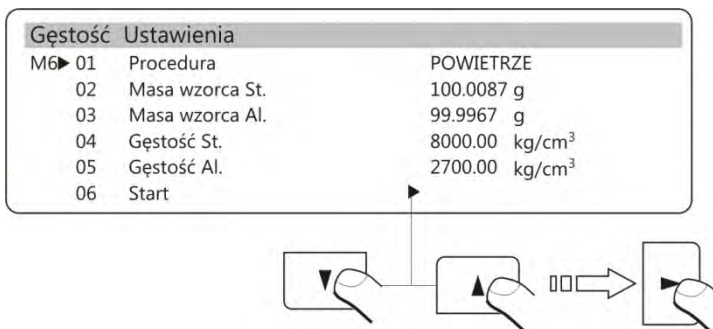 Gęstość Ustawienia
M6▶ 01 Procedura POWIETRZE
02 Masa wzorca St. 100.0087 g
03 Masa wzorca Al. 99.9967 g
04 Gęstość St. 8000.00 kg/cm³
05 Gęstość Al. 2700.00 kg/cm³
06 Start ▶